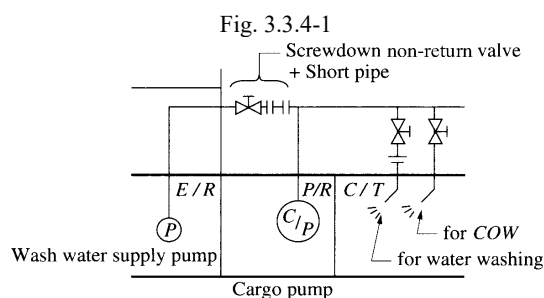 Fig. 3.3.4-1
Screwdown non-return valve
+ Short pipe
E/R
P/R
C/T
P
C/P
for COW
Wash water supply pump
for water washing
Cargo pump